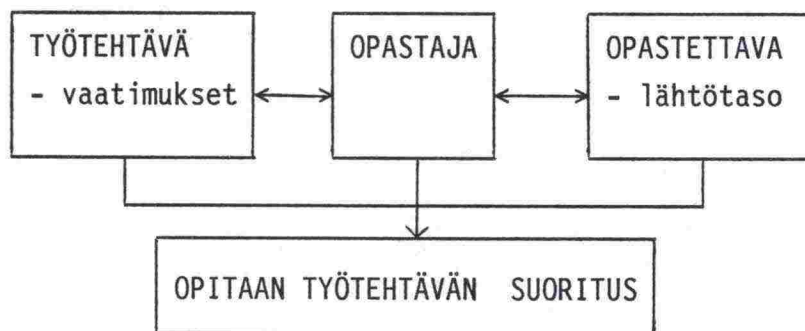 TYÖTEHTÄVÄ
- vaatimukset
OPASTAJA
OPASTETTAVA
- lähtötaso
OPITAAN TYÖTEHTÄVÄN SUORITUS